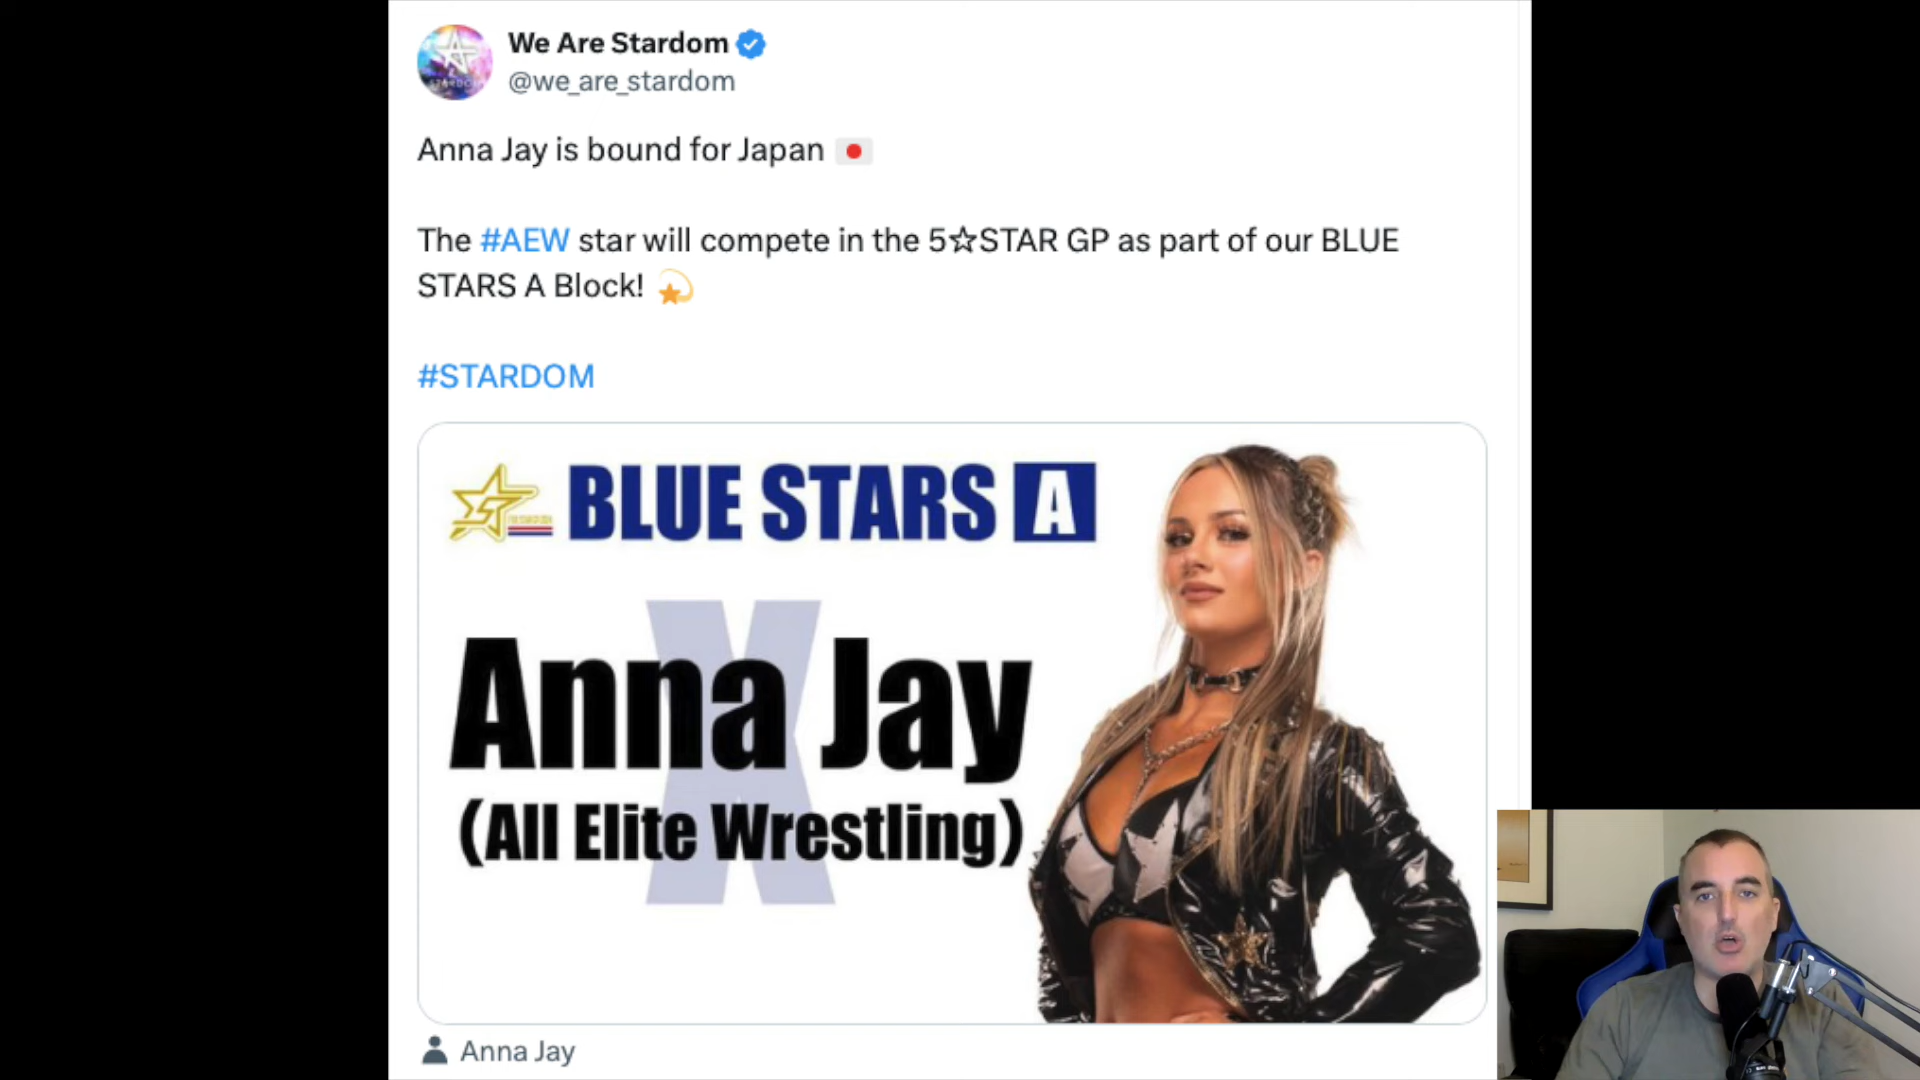 We Are Stardom
@we_are_stardom
Anna Jay is bound for Japan 🇯🇵
The #AEW star will compete in the 5☆STAR GP as part of our BLUE
STARS A Block! 💫
#STARDOM
BLUE STARS A
Anna Jay
(All Elite Wrestling)
Anna Jay